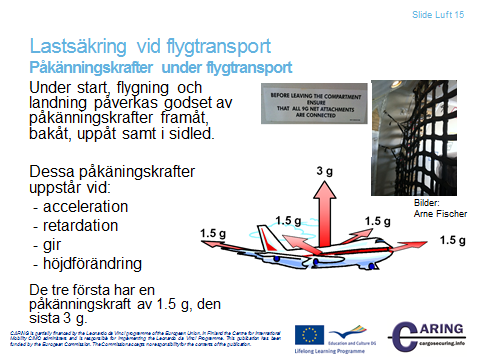 Slide Luft 15
Lastsäkring vid flygtransport
Påkänningskrafter under flygtransport
Under start, flygning och
landning påverkas godset av
påkänningskrafter framåt,
bakåt, uppåt samt i sidled.
Dessa påkäningskrafter
uppstår vid:
- acceleration
- retardation
- gir
- höjdförändring
De tre första har en
påkänningskraft av 1.5 g, den
sista 3 g.
BEFORE LEAVING THE COMPARTMENT
ENSURE
THAT ALL 9G NET ATTACHMENTS
ARE CONNECTED
Bilder:
Arne Fischer
3 g
1.5 g
1.5 g
1.5 g
1.5 g
CARING is partially financed by the Leonardo da Vinci programme of the European Union. In Finland the Centre for International
Mobility CIMO administers and is responsible for implementing the Leonardo da Vinci Programme. This publication has been
funded by the European Commission. The Commission accepts no responsibility for the contents of the publication.
Education and Culture DG
Lifelong Learning Programme
CARING
cargosecuring.info